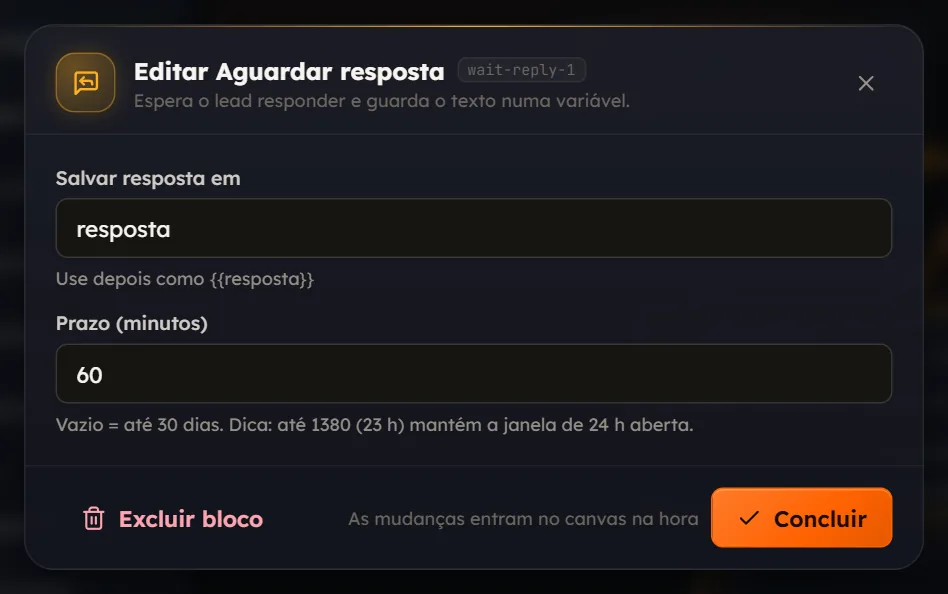 Editar Aguardar resposta wait-reply-1
Espera o lead responder e guarda o texto numa variável.
Salvar resposta em
resposta
Use depois como {{resposta}}
Prazo (minutos)
60
Vazio = até 30 dias. Dica: até 1380 (23 h) mantém a janela de 24 h aberta.
Excluir bloco As mudanças entram no canvas na hora Concluir